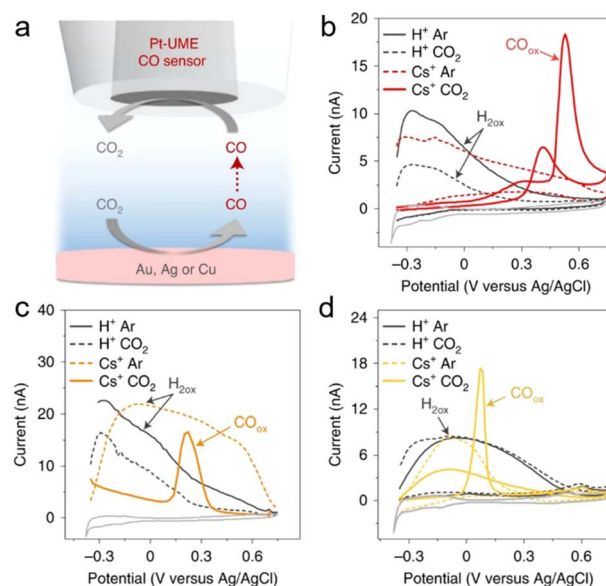 a
Pt-UME
CO sensor
CO₂
CO
CO₂
CO
Au, Ag or Cu
b
H⁺ Ar
H⁺ CO₂
Cs⁺ Ar
Cs⁺ CO₂
COₒₓ
H₂ₒₓ
20
15
10
5
0
Current (nA)
−0.3 0 0.3 0.6
Potential (V versus Ag/AgCl)
c
H⁺ Ar
H⁺ CO₂
Cs⁺ Ar
Cs⁺ CO₂
H₂ₒₓ
COₒₓ
40
30
20
10
0
Current (nA)
−0.3 0 0.3 0.6
Potential (V versus Ag/AgCl)
d
H⁺ Ar
H⁺ CO₂
Cs⁺ Ar
Cs⁺ CO₂
H₂ₒₓ
COₒₓ
24
18
12
6
0
Current (nA)
−0.3 0 0.3 0.6
Potential (V versus Ag/AgCl)